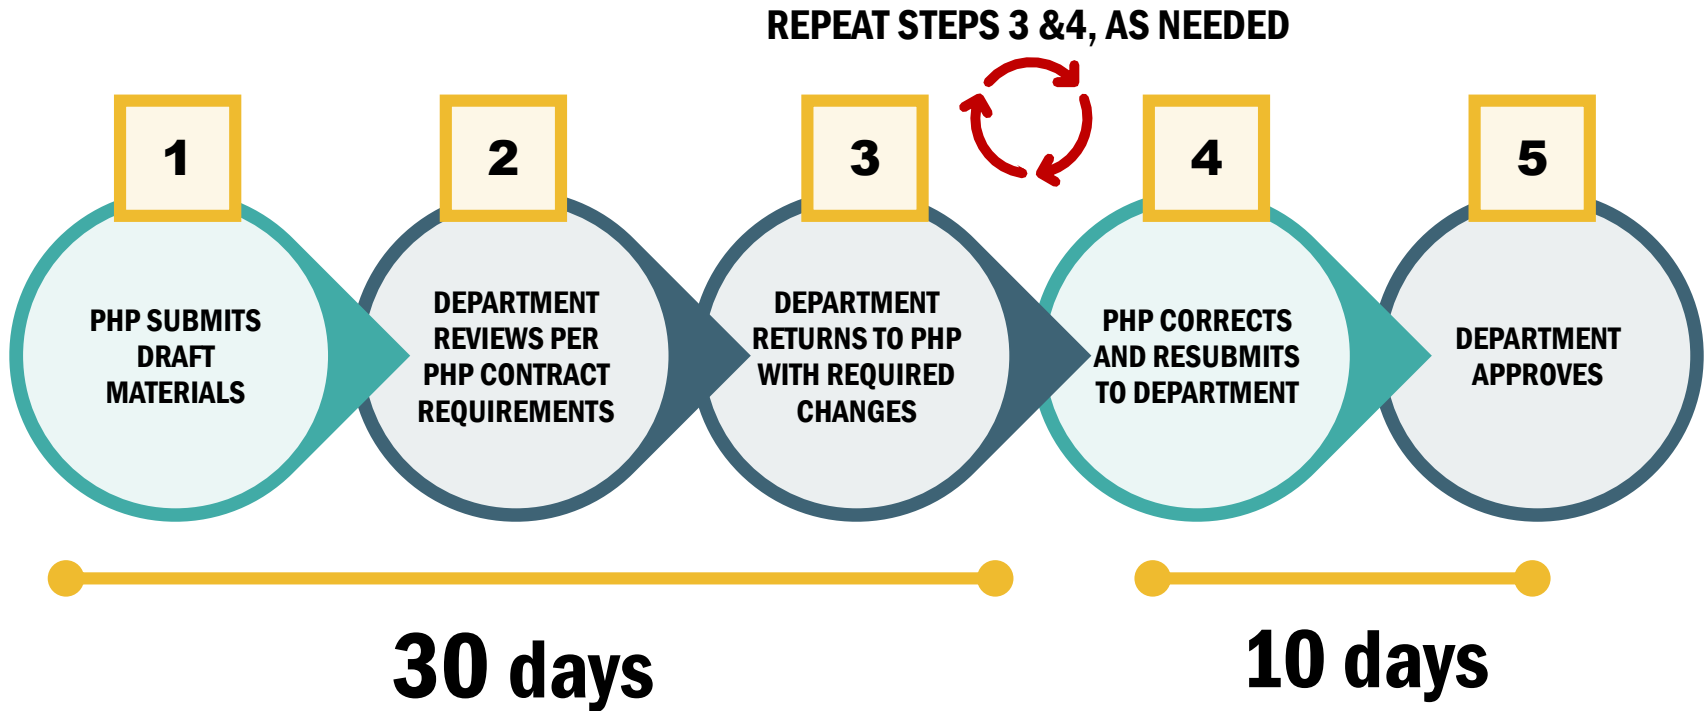 REPEAT STEPS 3 &4, AS NEEDED
1
PHP SUBMITS
DRAFT
MATERIALS
2
DEPARTMENT
REVIEWS PER
PHP CONTRACT
REQUIREMENTS
3
DEPARTMENT
RETURNS TO PHP
WITH REQUIRED
CHANGES
4
PHP CORRECTS
AND RESUBMITS
TO DEPARTMENT
5
DEPARTMENT
APPROVES
30 days
10 days